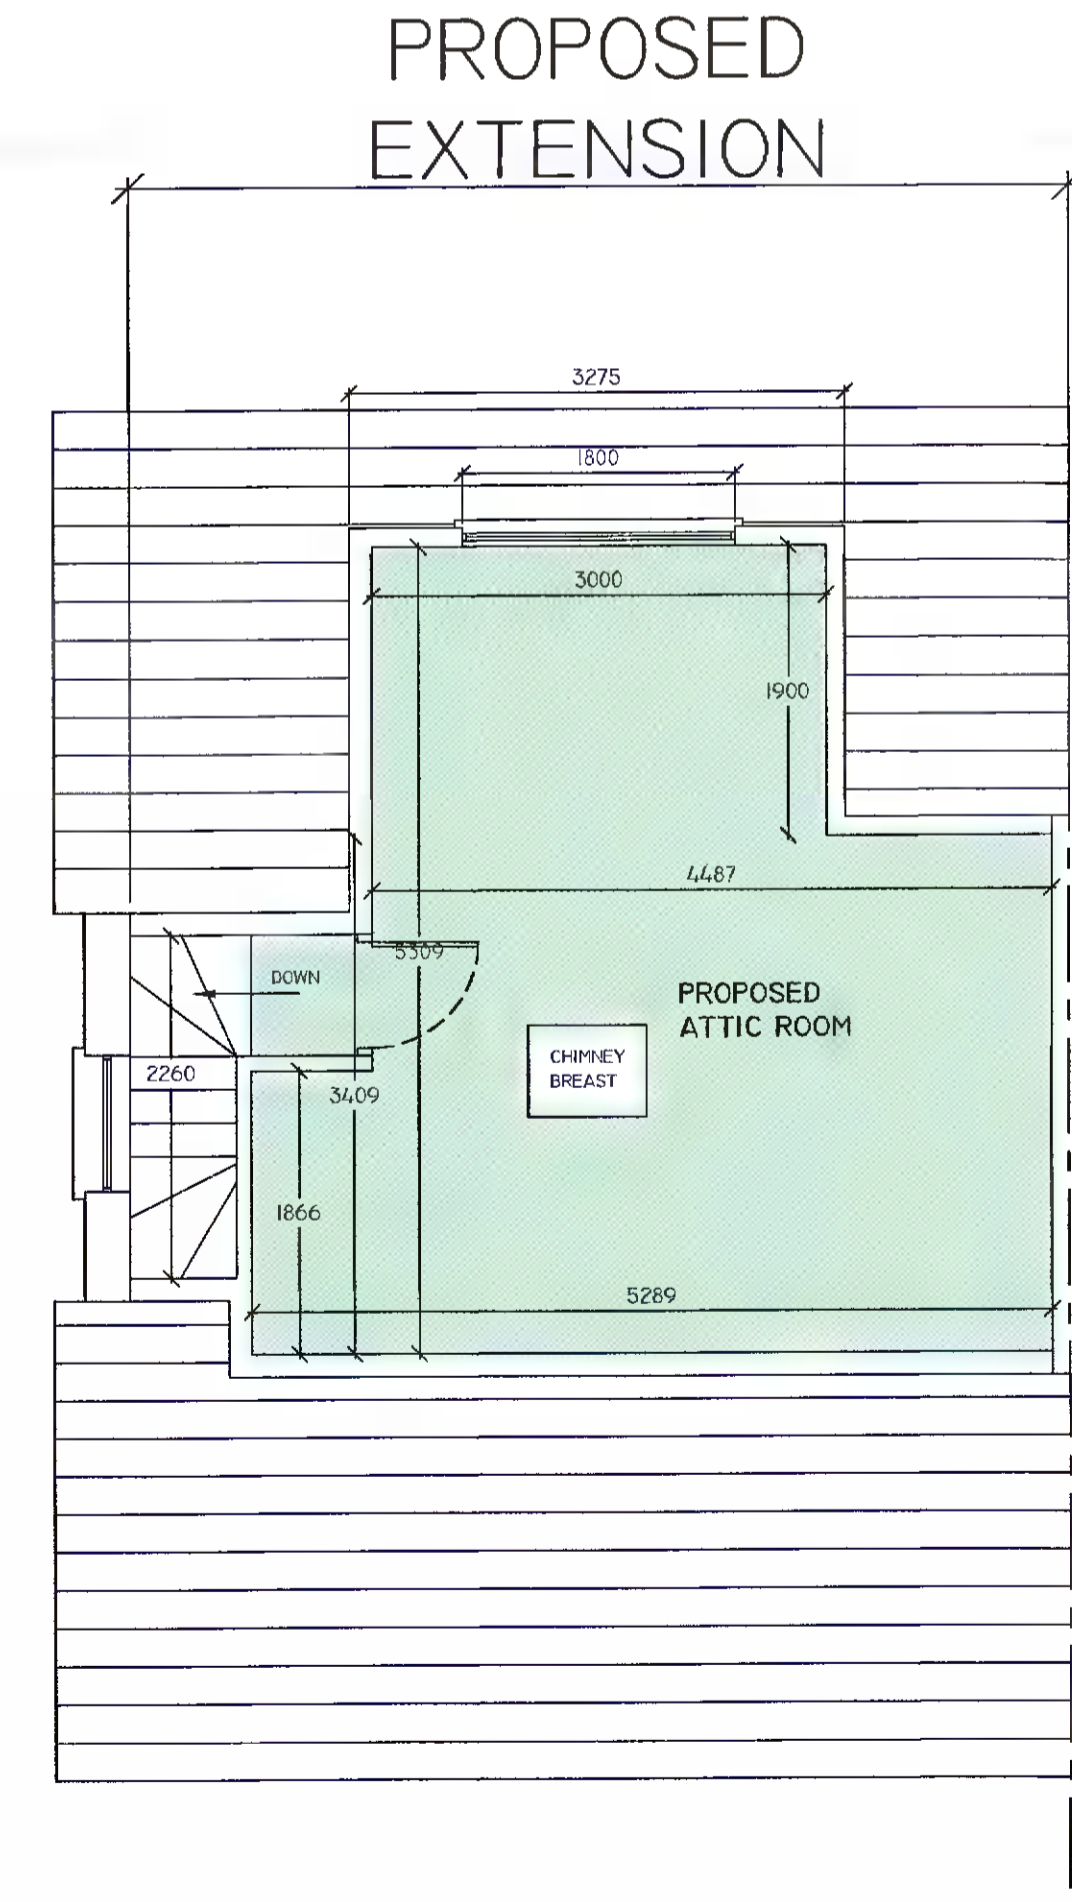 PROPOSED
EXTENSION
3275
1800
3000
1900
4487
5309
DOWN
PROPOSED
ATTIC ROOM
CHIMNEY
BREAST
2260
3409
1866
5289